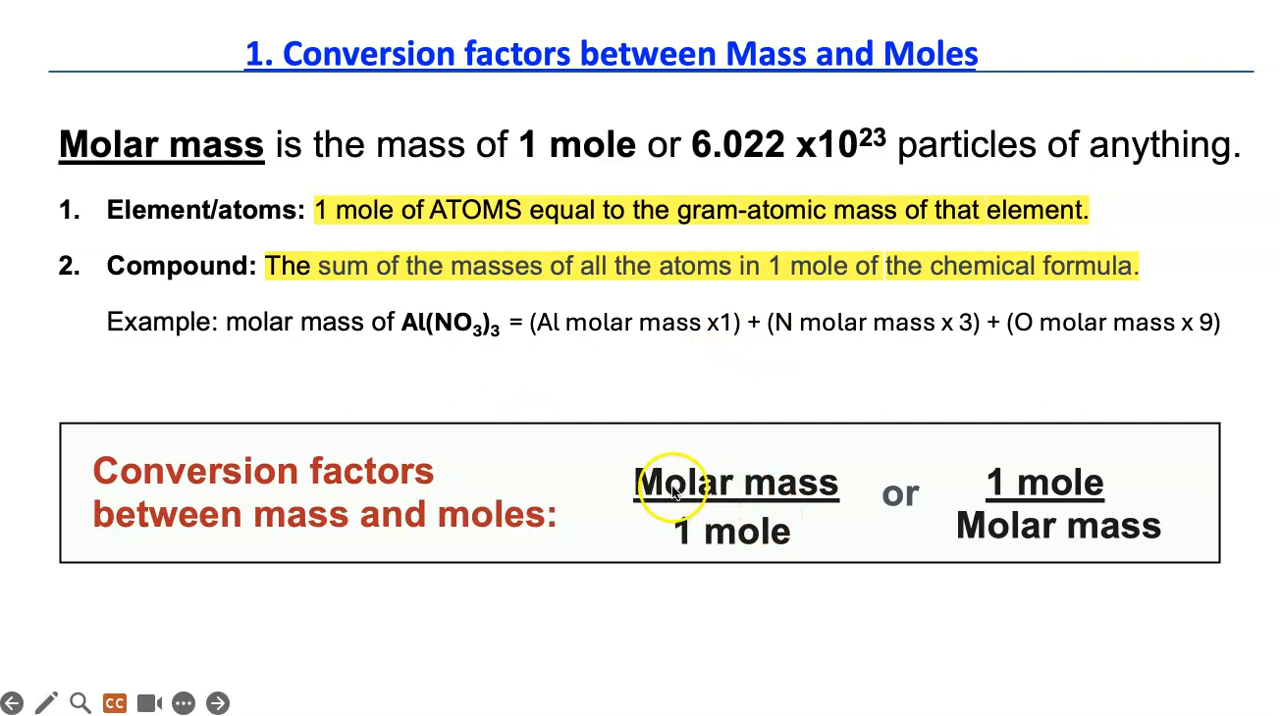 1. Conversion factors between Mass and Moles
Molar mass is the mass of 1 mole or 6.022 x10²³ particles of anything.
1. Element/atoms: 1 mole of ATOMS equal to the gram-atomic mass of that element.
2. Compound: The sum of the masses of all the atoms in 1 mole of the chemical formula.
Example: molar mass of Al(NO₃)₃ = (Al molar mass x1) + (N molar mass x 3) + (O molar mass x 9)
Conversion factors
between mass and moles:
Molar mass
1 mole
or
1 mole
Molar mass
CC